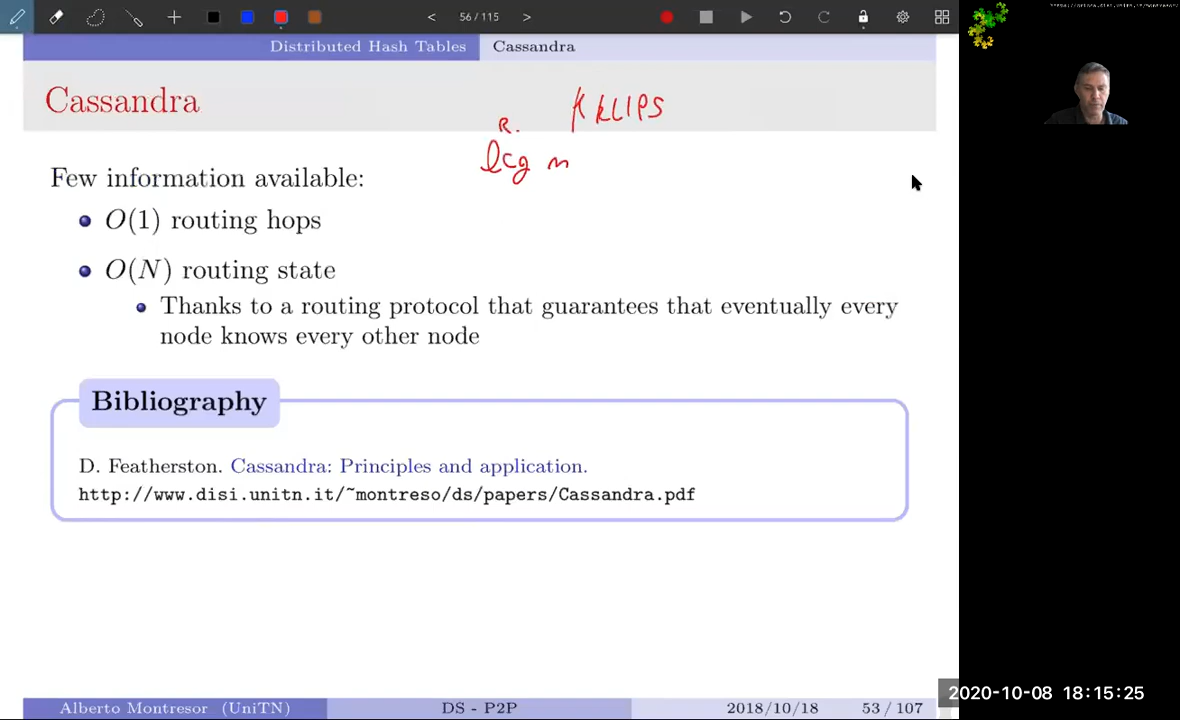 56 / 115
Distributed Hash Tables Cassandra
Cassandra
KKLIPS
R.
log n
Few information available:
O(1) routing hops
O(N) routing state
Thanks to a routing protocol that guarantees that eventually every
node knows every other node
Bibliography
D. Featherston. Cassandra: Principles and application.
http://www.disi.unitn.it/~montreso/ds/papers/Cassandra.pdf
Alberto Montresor (UniTN) DS - P2P 2018/10/18 53 / 107
2020-10-08 18:15:25